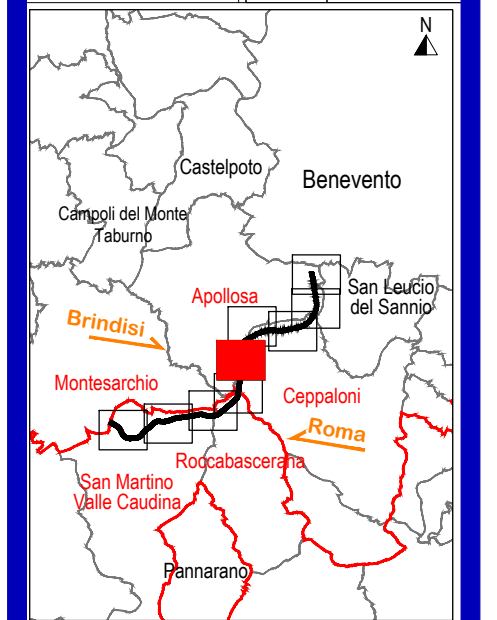 N
Castelpoto
Benevento
Campoli del Monte
Taburno
San Leucio
del Sannio
Apollosa
Brindisi
Montesarchio
Ceppaloni
Roma
Roccabascerana
San Martino
Valle Caudina
Pannarano